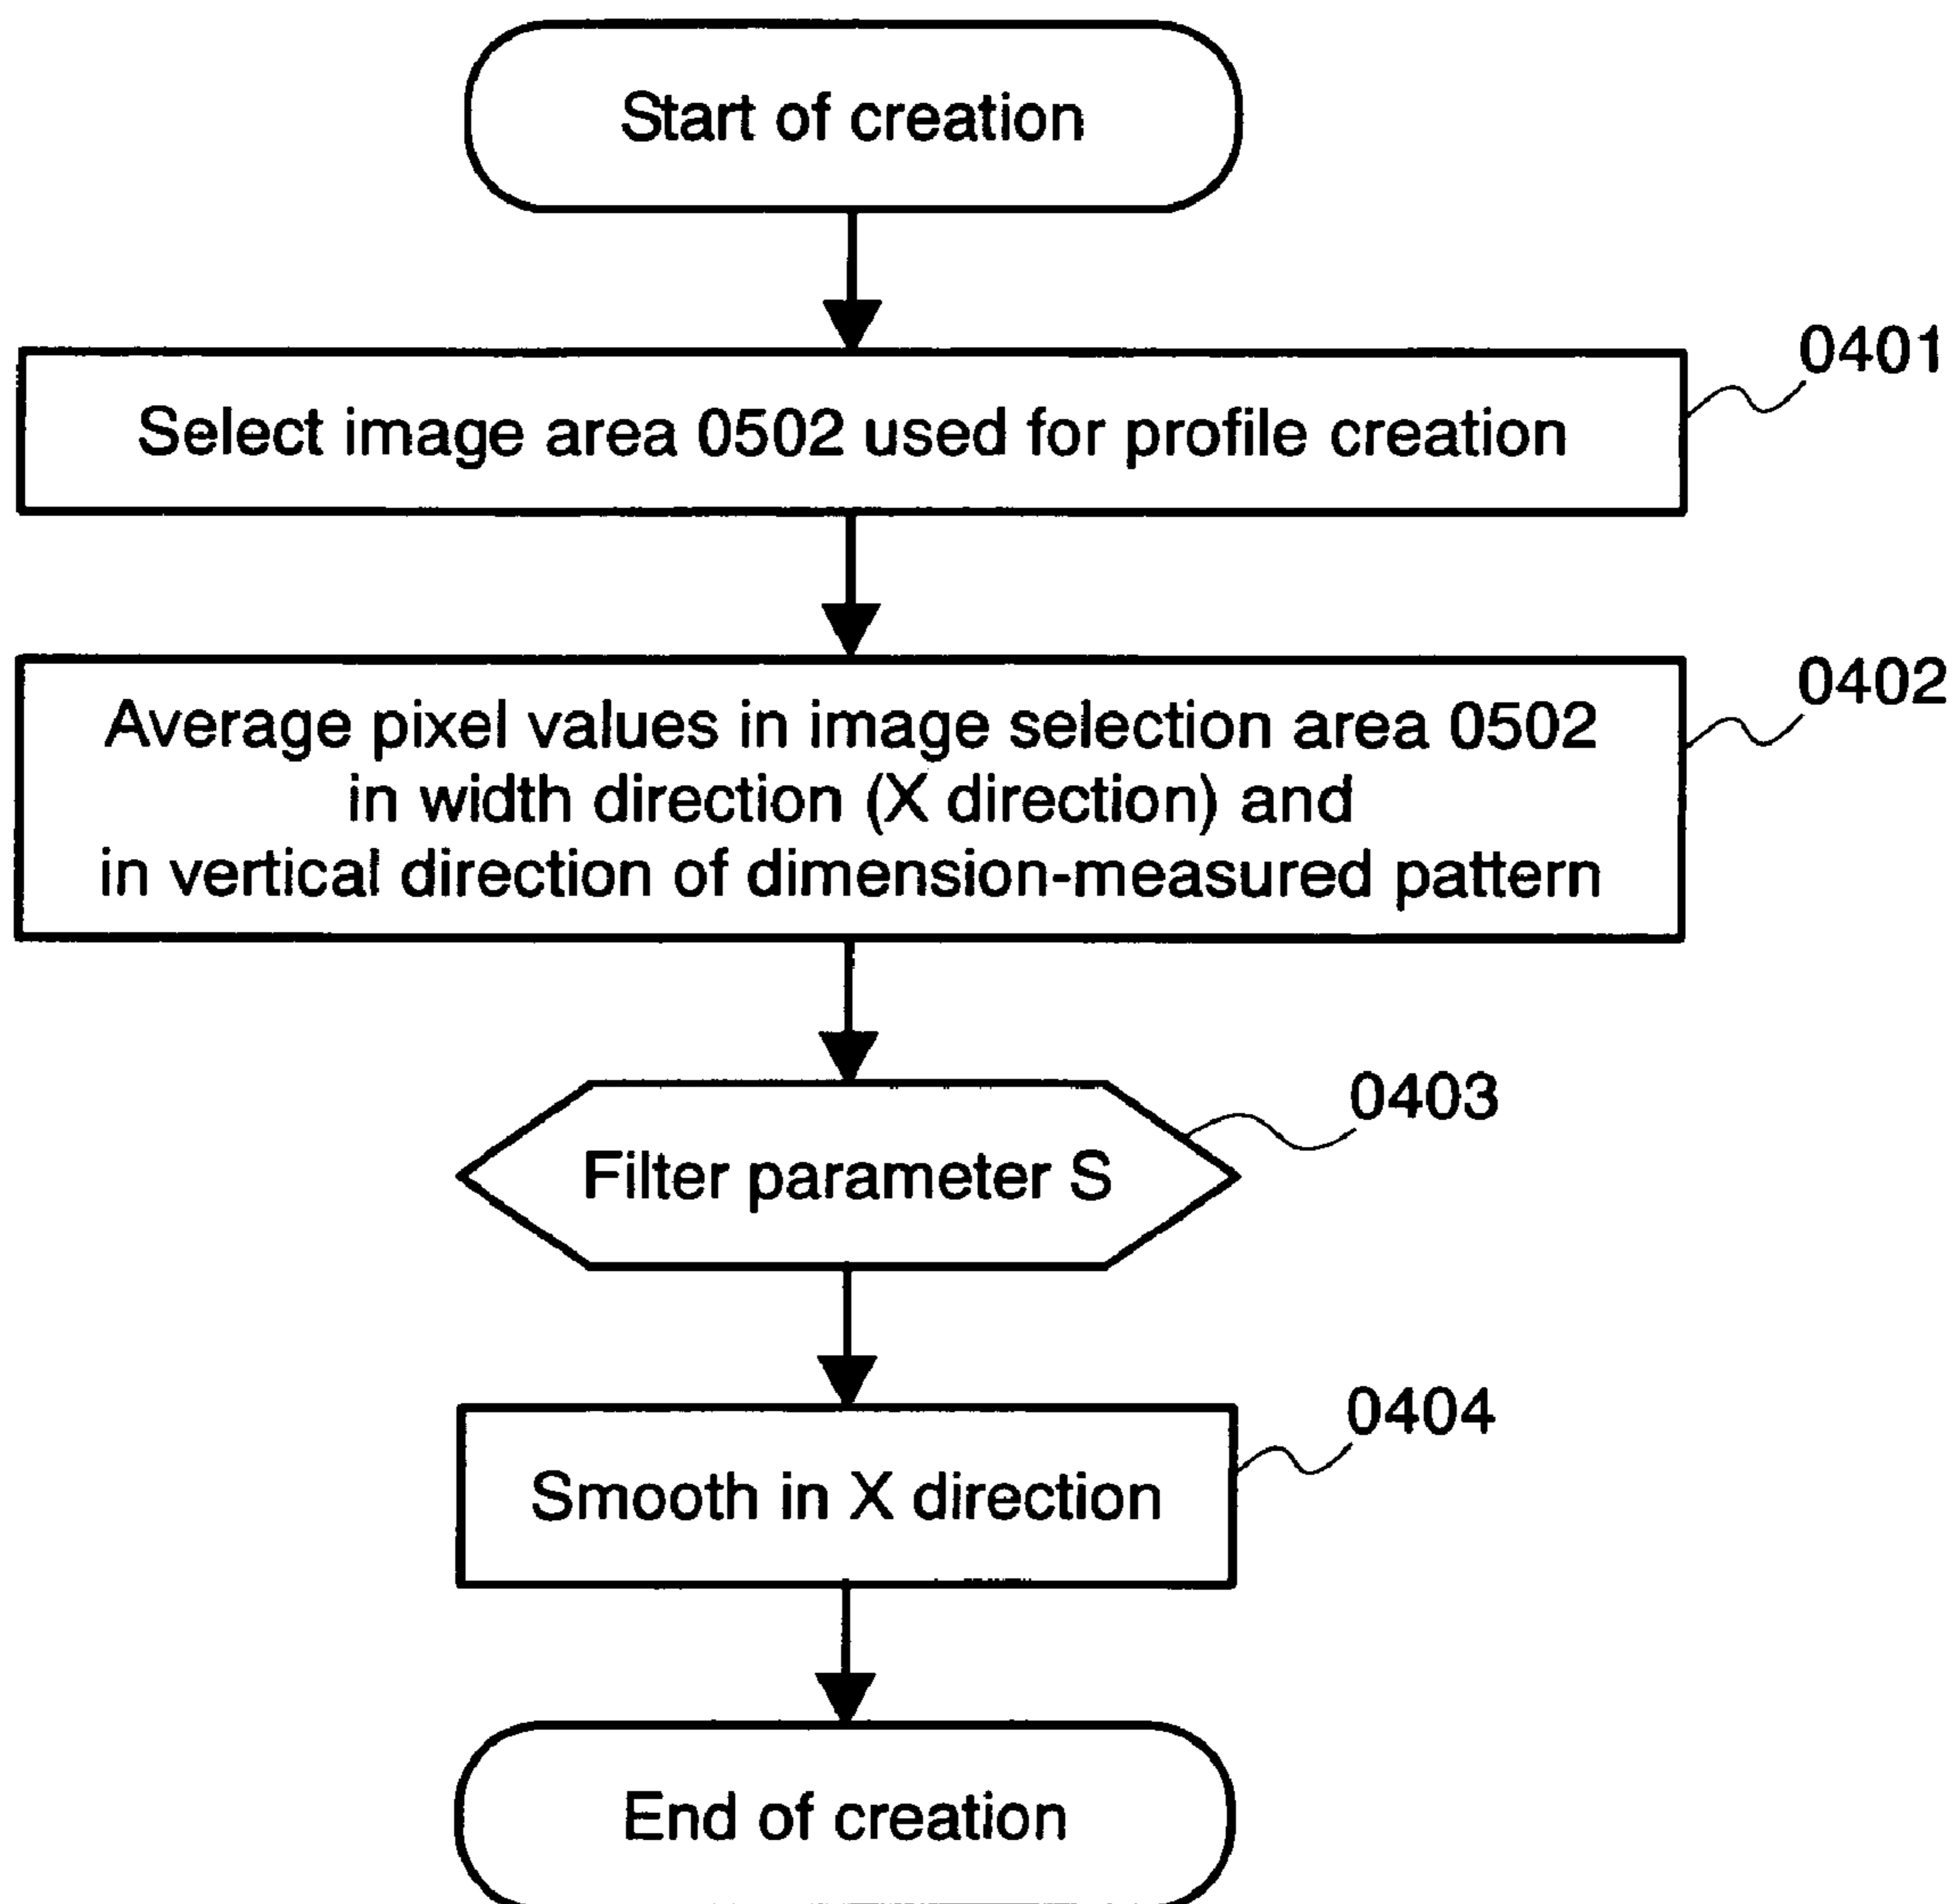 Start of creation
0401
Select image area 0502 used for profile creation
0402
Average pixel values in image selection area 0502
in width direction (X direction) and
in vertical direction of dimension-measured pattern
0403
Filter parameter S
0404
Smooth in X direction
End of creation